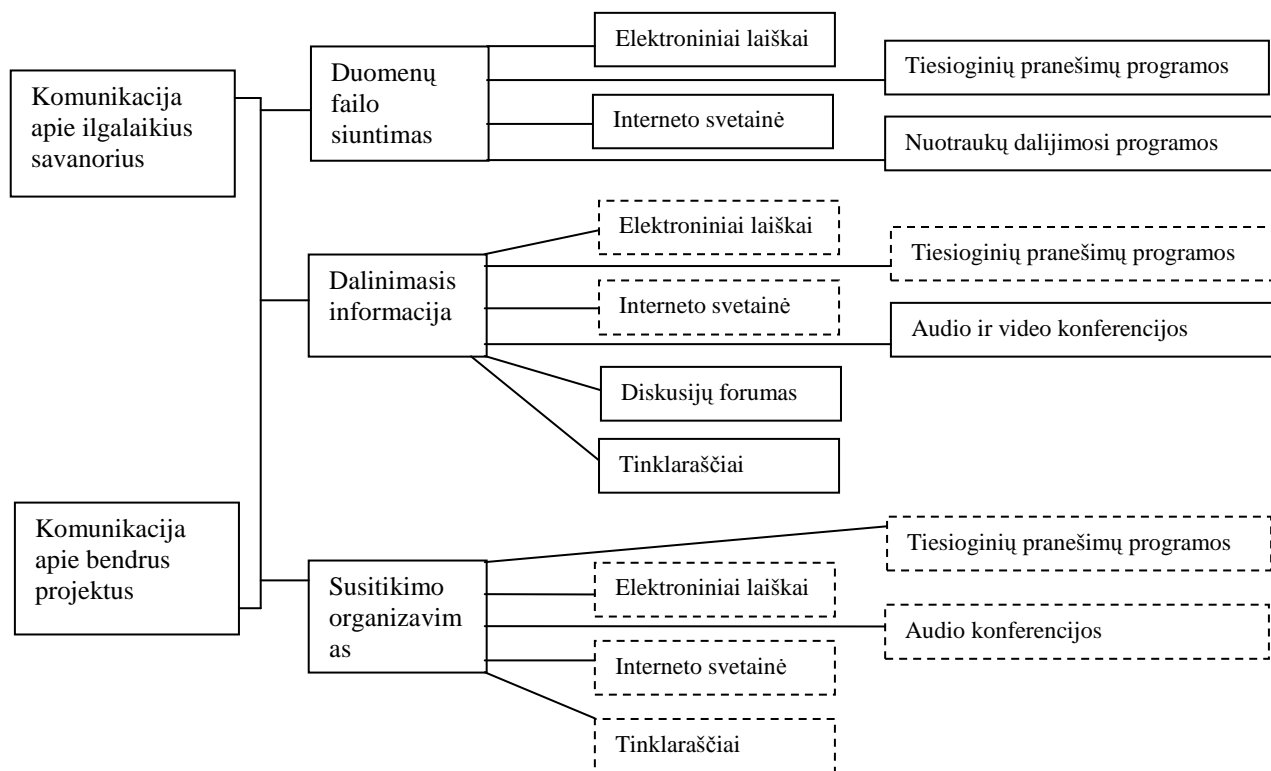 Komunikacija
apie ilgalaikius
savanorius
Komunikacija
apie bendrus
projektus
Duomenų
failo
siuntimas
Elektroniniai laiškai
Tiesioginių pranešimų programos
Interneto svetainė
Nuotraukų dalijimosi programos
Dalinimasis
informacija
Elektroniniai laiškai
Tiesioginių pranešimų programos
Interneto svetainė
Audio ir video konferencijos
Diskusijų forumas
Tinklaraščiai
Susitikimo
organizavim
as
Tiesioginių pranešimų programos
Elektroniniai laiškai
Audio konferencijos
Interneto svetainė
Tinklaraščiai